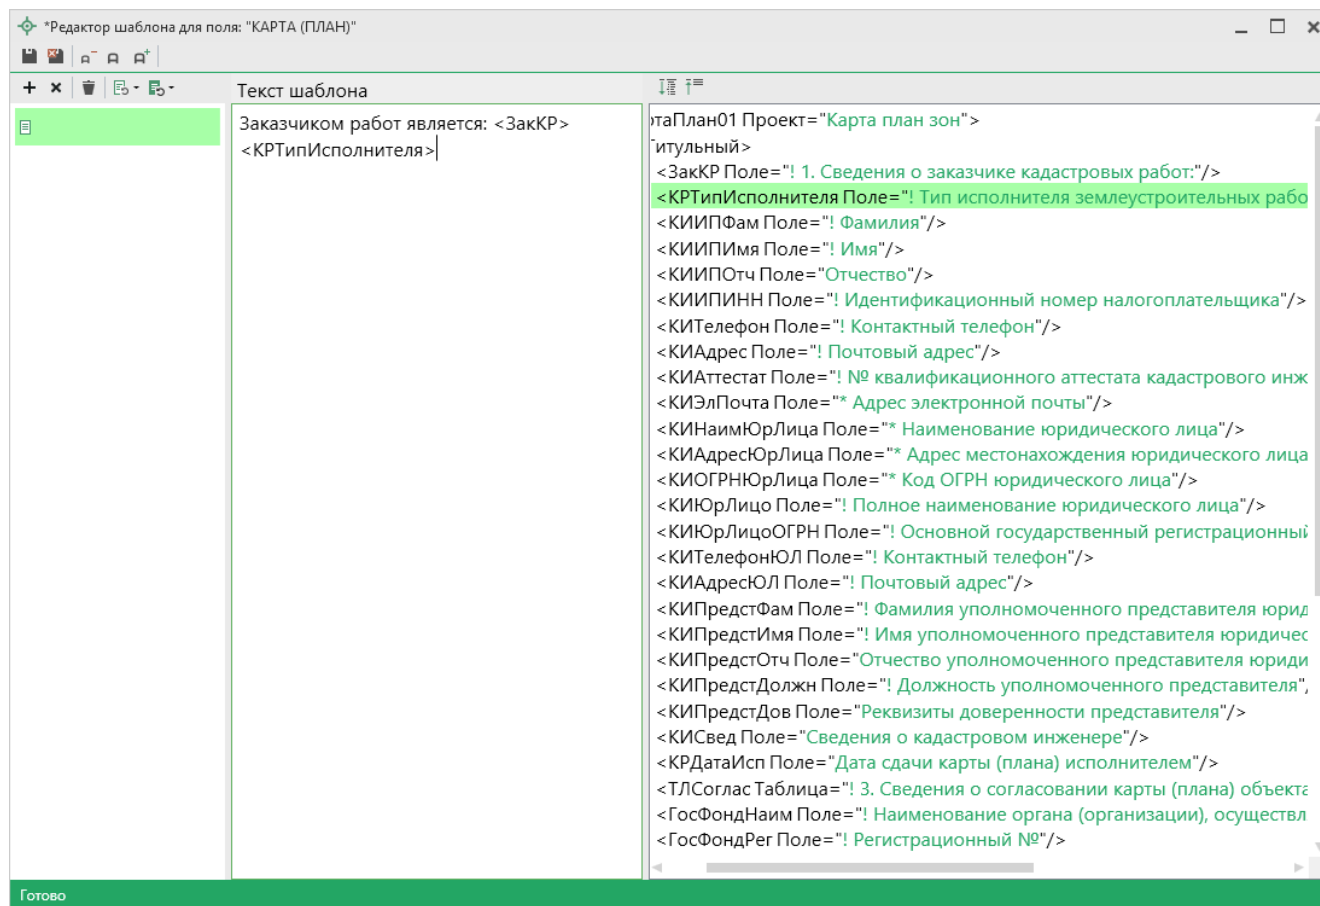 *Редактор шаблона для поля: "КАРТА (ПЛАН)"
Текст шаблона
Заказчиком работ является: <ЗакКР>
<КРТипИсполнителя>
таПлан01 Проект="Карта план зон">
итульный>
<ЗакКР Поле="! 1. Сведения о заказчике кадастровых работ:"/>
<КРТипИсполнителя Поле="! Тип исполнителя землеустроительных рабо
<КИИПФам Поле="! Фамилия"/>
<КИИПИмя Поле="! Имя"/>
<КИИПОтч Поле="Отчество"/>
<КИИПИНН Поле="! Идентификационный номер налогоплательщика"/>
<КИТелефон Поле="! Контактный телефон"/>
<КИАдрес Поле="! Почтовый адрес"/>
<КИАттестат Поле="! № квалификационного аттестата кадастрового инж
<КИЭлПочта Поле="* Адрес электронной почты"/>
<КИНаимЮрЛица Поле="* Наименование юридического лица"/>
<КИАдресЮрЛица Поле="* Адрес местонахождения юридического лица
<КИОГРНЮрЛица Поле="* Код ОГРН юридического лица"/>
<КИЮрЛицо Поле="! Полное наименование юридического лица"/>
<КИЮрЛицоОГРН Поле="! Основной государственный регистрационный
<КИТелефонЮЛ Поле="! Контактный телефон"/>
<КИАдресЮЛ Поле="! Почтовый адрес"/>
<КИПредстФам Поле="! Фамилия уполномоченного представителя юрид
<КИПредстИмя Поле="! Имя уполномоченного представителя юридичес
<КИПредстОтч Поле="Отчество уполномоченного представителя юриди
<КИПредстДолжн Поле="! Должность уполномоченного представителя"/
<КИПредстДов Поле="Реквизиты доверенности представителя"/>
<КИСвед Поле="Сведения о кадастровом инженере"/>
<КРДатаИсп Поле="Дата сдачи карты (плана) исполнителем"/>
<ТЛСоглас Таблица="! 3. Сведения о согласовании карты (плана) объекта
<ГосФондНаим Поле="! Наименование органа (организации), осуществл
<ГосФондРег Поле="! Регистрационный №"/>
Готово